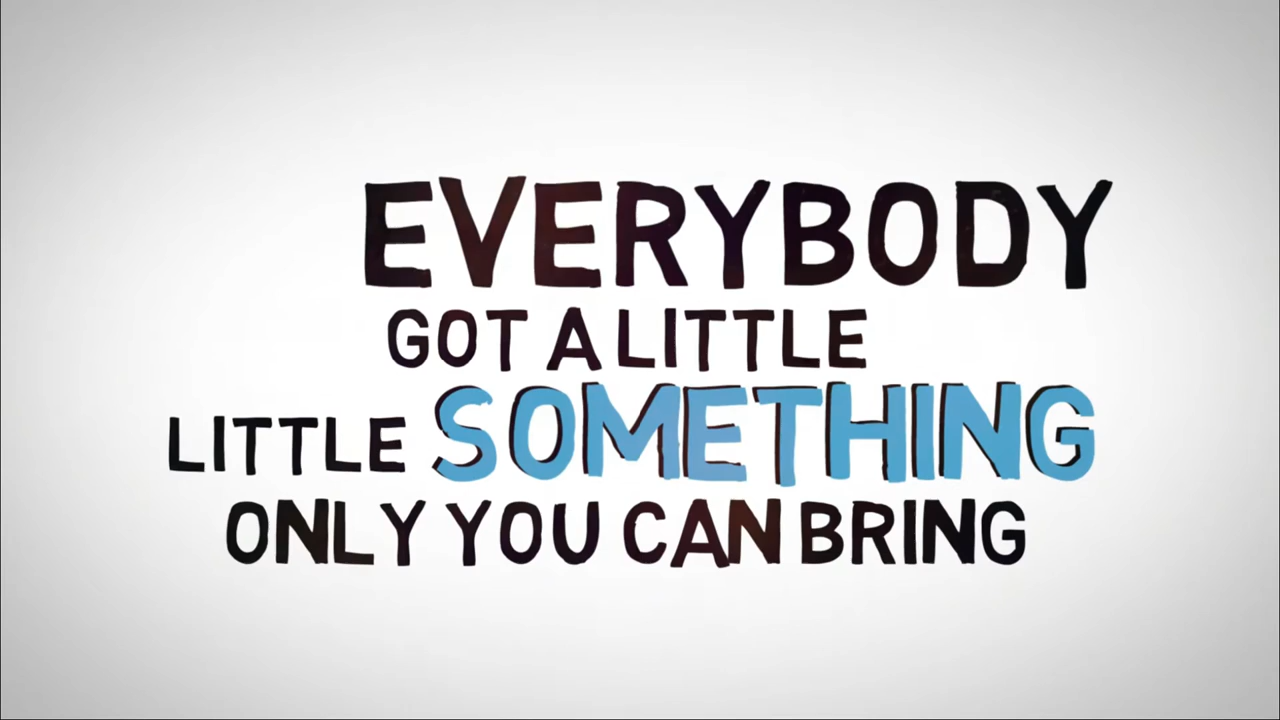 EVERYBODY
GOT A LITTLE
LITTLE SOMETHING
ONLY YOU CAN BRING